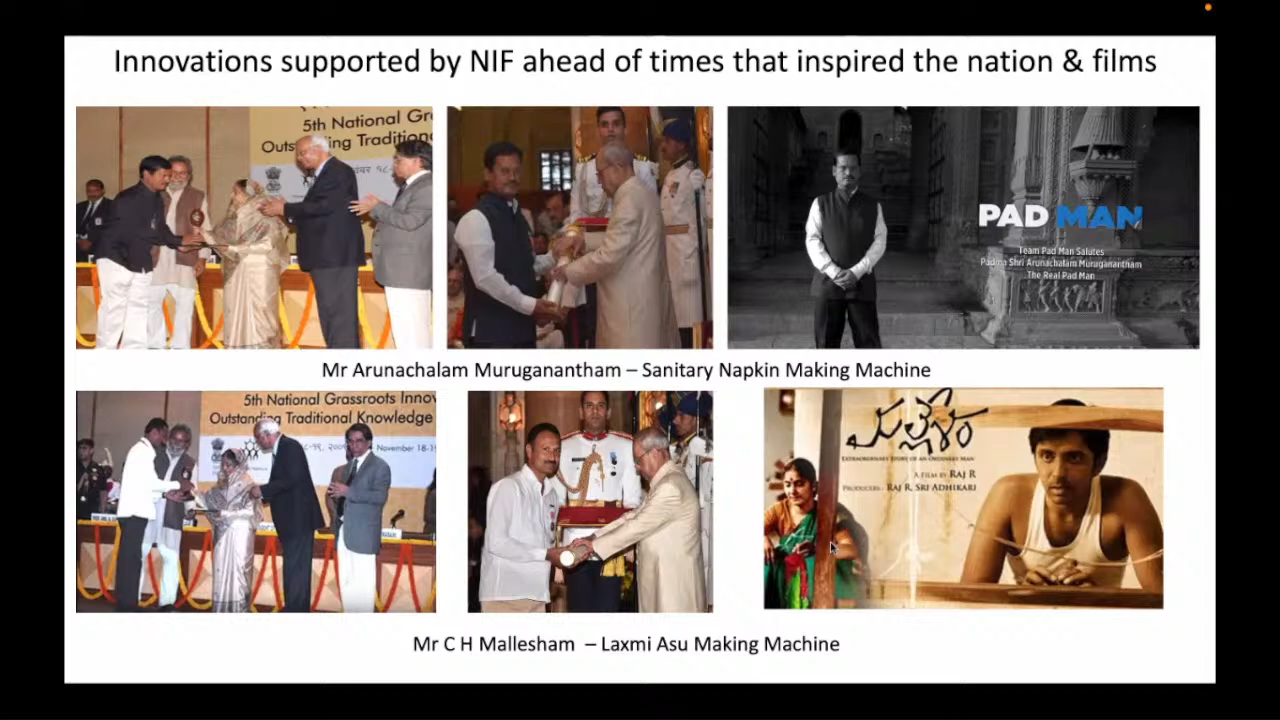 Innovations supported by NIF ahead of times that inspired the nation & films
5th National Gr
Outstanding Tradition
PAD MAN
Team Pad Man Salutes
Padma Shri Arunachalam Muruganantham
The Real Pad Man
Mr Arunachalam Muruganantham – Sanitary Napkin Making Machine
5th National Grassroots Innov
Outstanding Traditional Knowledge
November 18-1
మల్లేశం
EXTRAORDINARY STORY OF AN ORDINARY MAN
A FILM BY RAJ R
PRODUCERS: RAJ R, SRI ADHIKARI
Mr C H Mallesham – Laxmi Asu Making Machine